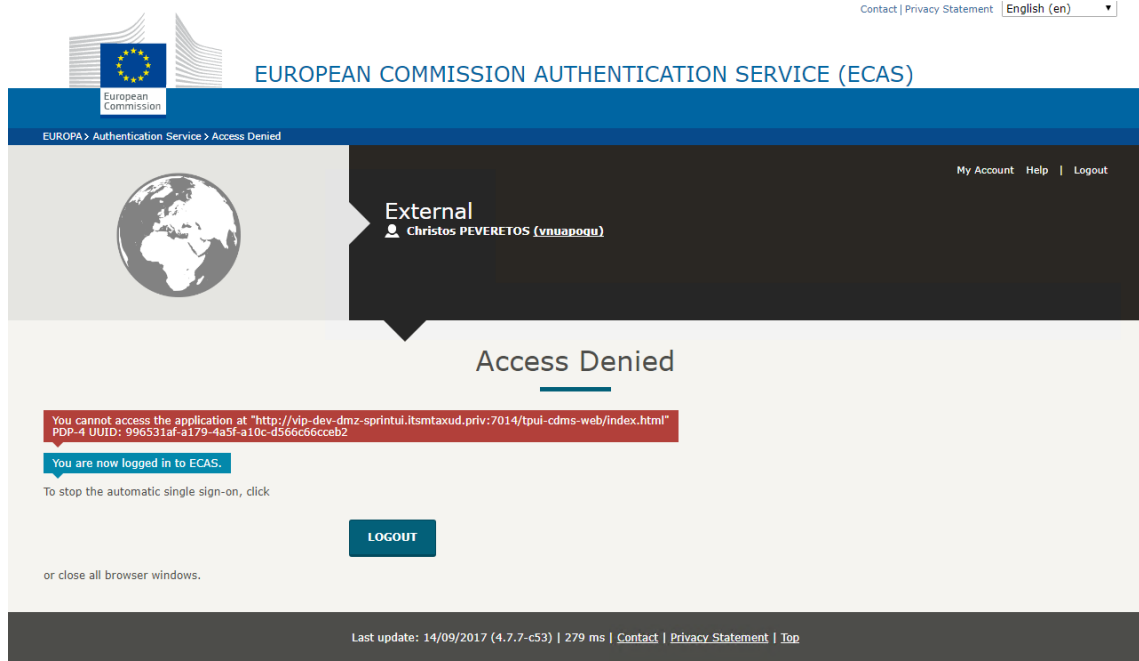 Contact | Privacy Statement English (en)
European
Commission
EUROPEAN COMMISSION AUTHENTICATION SERVICE (ECAS)
EUROPA > Authentication Service > Access Denied
My Account Help | Logout
External
Christos PEVERETOS (vnuapoqu)
Access Denied
You cannot access the application at "http://vip-dev-dmz-sprintui.itsmtaxud.priv:7014/tpui-cdms-web/index.html"
PDP-4 UUID: 996531af-a179-4a5f-a10c-d566c66cceb2
You are now logged in to ECAS.
To stop the automatic single sign-on, click
LOGOUT
or close all browser windows.
Last update: 14/09/2017 (4.7.7-c53) | 279 ms | Contact | Privacy Statement | Top